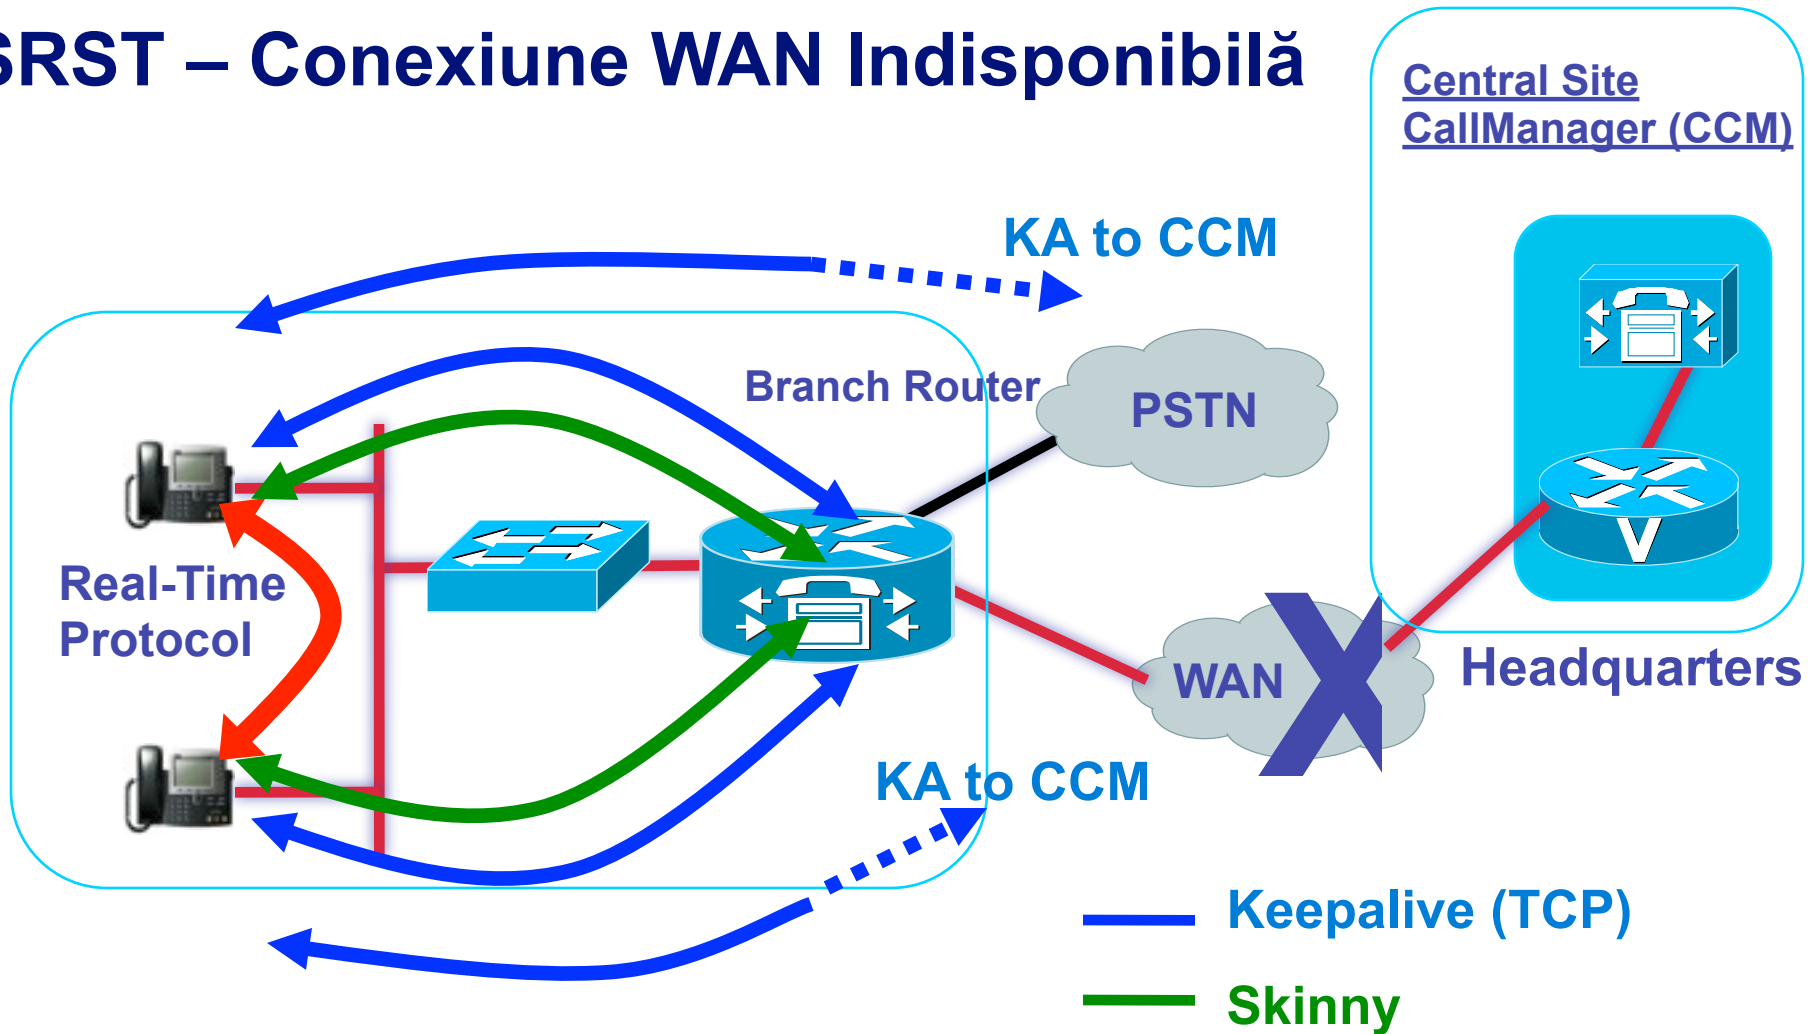 SRST – Conexiune WAN Indisponibilă
Central Site
CallManager (CCM)
KA to CCM
Branch Router
PSTN
Real-Time
Protocol
WAN
Headquarters
KA to CCM
Keepalive (TCP)
Skinny